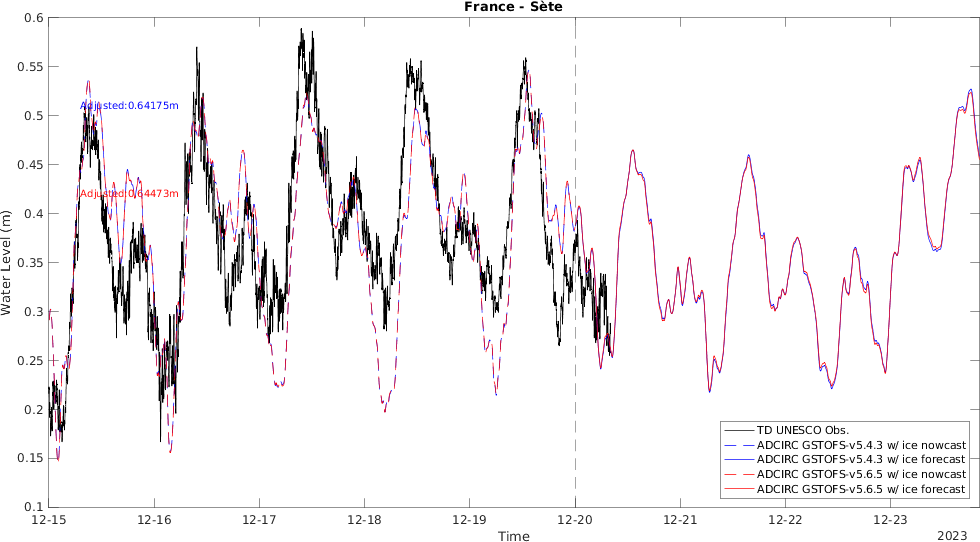 France - Sète
0.6
0.55
0.5
0.45
0.4
0.35
0.3
0.25
0.2
0.15
0.1
Water Level (m)
Adjusted:0.64175m
Adjusted:0.64473m
TD UNESCO Obs.
ADCIRC GSTOFS-v5.4.3 w/ ice nowcast
ADCIRC GSTOFS-v5.4.3 w/ ice forecast
ADCIRC GSTOFS-v5.6.5 w/ ice nowcast
ADCIRC GSTOFS-v5.6.5 w/ ice forecast
12-15 12-16 12-17 12-18 12-19 12-20 12-21 12-22 12-23
Time
2023